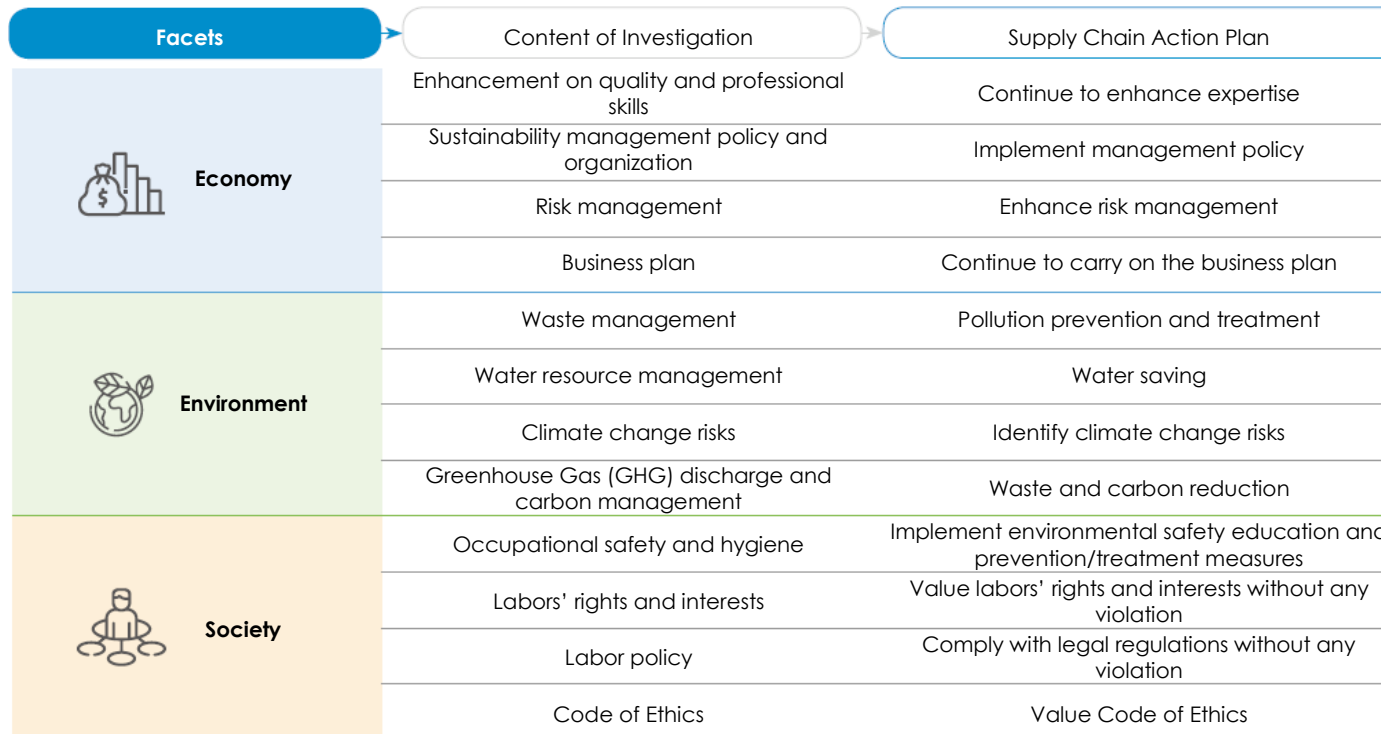 Facets
Content of Investigation
Supply Chain Action Plan
Economy
Enhancement on quality and professional
skills
Continue to enhance expertise
Sustainability management policy and
organization
Implement management policy
Risk management
Enhance risk management
Business plan
Continue to carry on the business plan
Environment
Waste management
Pollution prevention and treatment
Water resource management
Water saving
Climate change risks
Identify climate change risks
Greenhouse Gas (GHG) discharge and
carbon management
Waste and carbon reduction
Society
Occupational safety and hygiene
Implement environmental safety education and
prevention/treatment measures
Labors’ rights and interests
Value labors’ rights and interests without any
violation
Labor policy
Comply with legal regulations without any
violation
Code of Ethics
Value Code of Ethics